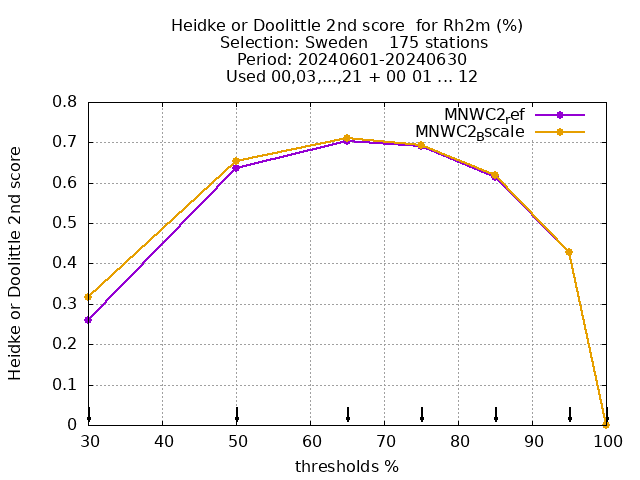 Heidke or Doolittle 2nd score  for Rh2m (%)
Selection: Sweden    175 stations
Period: 20240601-20240630
Used 00,03,...,21 + 00 01 ... 12
MNWC2ref
MNWC2Bscale
Heidke or Doolittle 2nd score
0.8
0.7
0.6
0.5
0.4
0.3
0.2
0.1
0
30 40 50 60 70 80 90 100
thresholds %